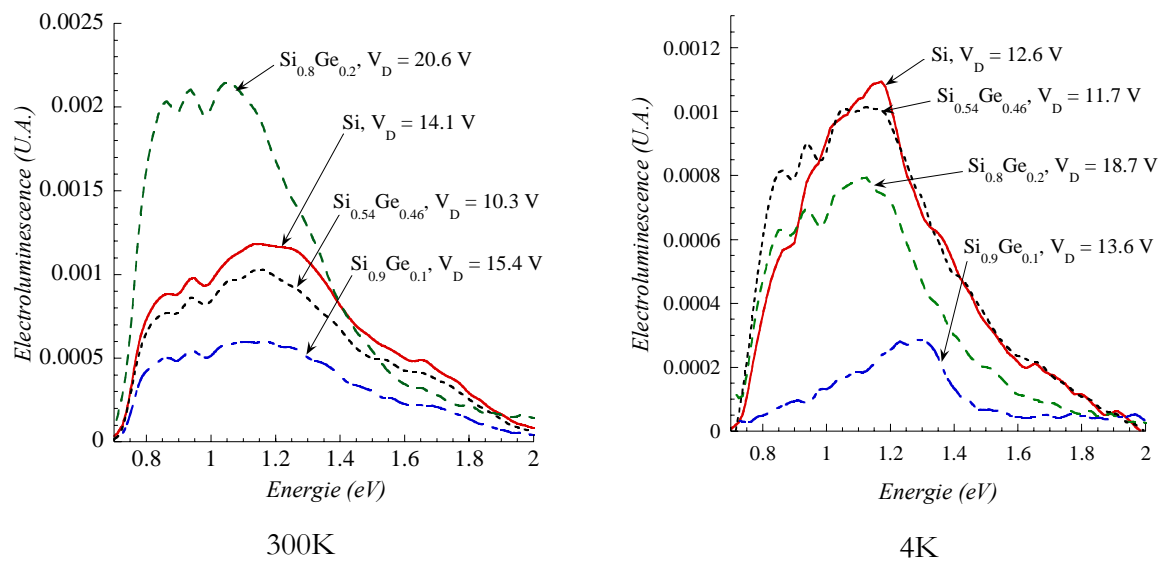 0.0025
0.002
0.0015
0.001
0.0005
0
Electroluminescence (U.A.)
Si0.8Ge0.2, VD = 20.6 V
Si, VD = 14.1 V
Si0.54Ge0.46, VD = 10.3 V
Si0.9Ge0.1, VD = 15.4 V
0.8 1 1.2 1.4 1.6 1.8 2
Energie (eV)
300K
0.0012
0.001
0.0008
0.0006
0.0004
0.0002
0
Electroluminescence (U.A.)
Si, VD = 12.6 V
Si0.54Ge0.46, VD = 11.7 V
Si0.8Ge0.2, VD = 18.7 V
Si0.9Ge0.1, VD = 13.6 V
0.8 1 1.2 1.4 1.6 1.8 2
Energie (eV)
4K